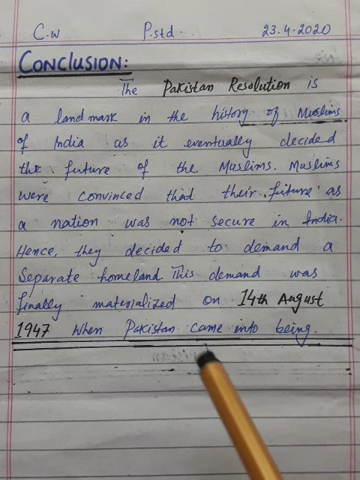 C.w P.std 23.4-2020
CONCLUSION:
The Pakistan Resolution is
a landmark in the history of Muslims
of India as it eventually decided
the future of the Muslims. Muslims
were convinced that their future as
a nation was not secure in India.
Hence, they decided to demand a
Separate homeland. This demand was
finally materialized on 14th August
1947 when Pakistan came into being.